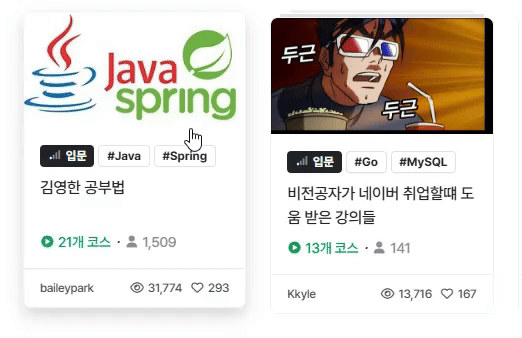 Java
spring
입문 #Java #Spring
김영한 공부법
21개 코스 · 1,509
baileypark 31,774 293
두근
두근
입문 #Go #MySQL
비전공자가 네이버 취업할떄 도
움 받은 강의들
13개 코스 · 141
Kkyle 13,716 167